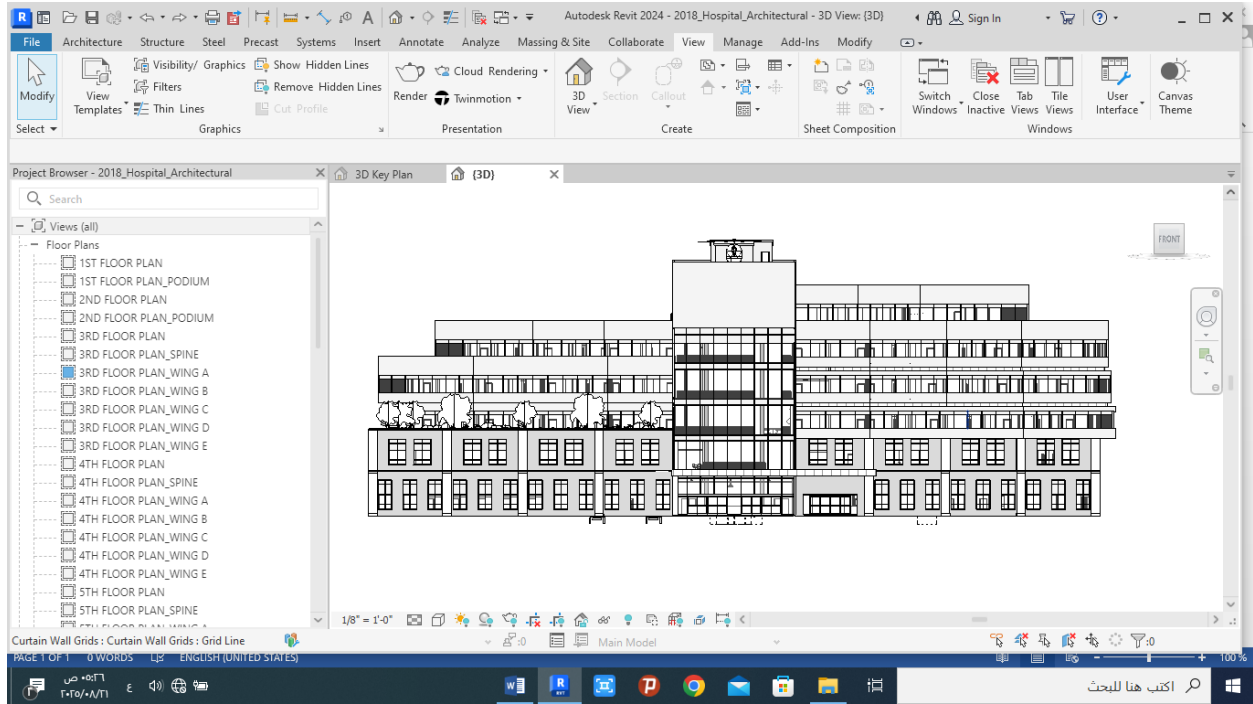 Autodesk Revit 2024 - 2018_Hospital_Architectural - 3D View: {3D}
Sign In
File Architecture Structure Steel Precast Systems Insert Annotate Analyze Massing & Site Collaborate View Manage Add-Ins Modify
Modify
Select
View Templates
Visibility/ Graphics
Filters
Thin Lines
Show Hidden Lines
Remove Hidden Lines
Cut Profile
Graphics
Render
Cloud Rendering
Twinmotion
Presentation
3D View
Section
Callout
Create
Sheet Composition
Switch Windows
Close Inactive
Tab Views
Tile Views
User Interface
Canvas Theme
Windows
Project Browser - 2018_Hospital_Architectural
3D Key Plan
{3D}
Search
Views (all)
Floor Plans
1ST FLOOR PLAN
1ST FLOOR PLAN_PODIUM
2ND FLOOR PLAN
2ND FLOOR PLAN_PODIUM
3RD FLOOR PLAN
3RD FLOOR PLAN_SPINE
3RD FLOOR PLAN_WING A
3RD FLOOR PLAN_WING B
3RD FLOOR PLAN_WING C
3RD FLOOR PLAN_WING D
3RD FLOOR PLAN_WING E
4TH FLOOR PLAN
4TH FLOOR PLAN_SPINE
4TH FLOOR PLAN_WING A
4TH FLOOR PLAN_WING B
4TH FLOOR PLAN_WING C
4TH FLOOR PLAN_WING D
4TH FLOOR PLAN_WING E
5TH FLOOR PLAN
5TH FLOOR PLAN_SPINE
5TH FLOOR PLAN_WING A
FRONT
1/8" = 1'-0"
Curtain Wall Grids : Curtain Wall Grids : Grid Line
:0
Main Model
:0
PAGE 1 OF 1 0 WORDS ENGLISH (UNITED STATES)
100 %
٠٥:٢٦ ص
٢٠٢٥/٠٨/٢١
ع
اكتب هنا للبحث